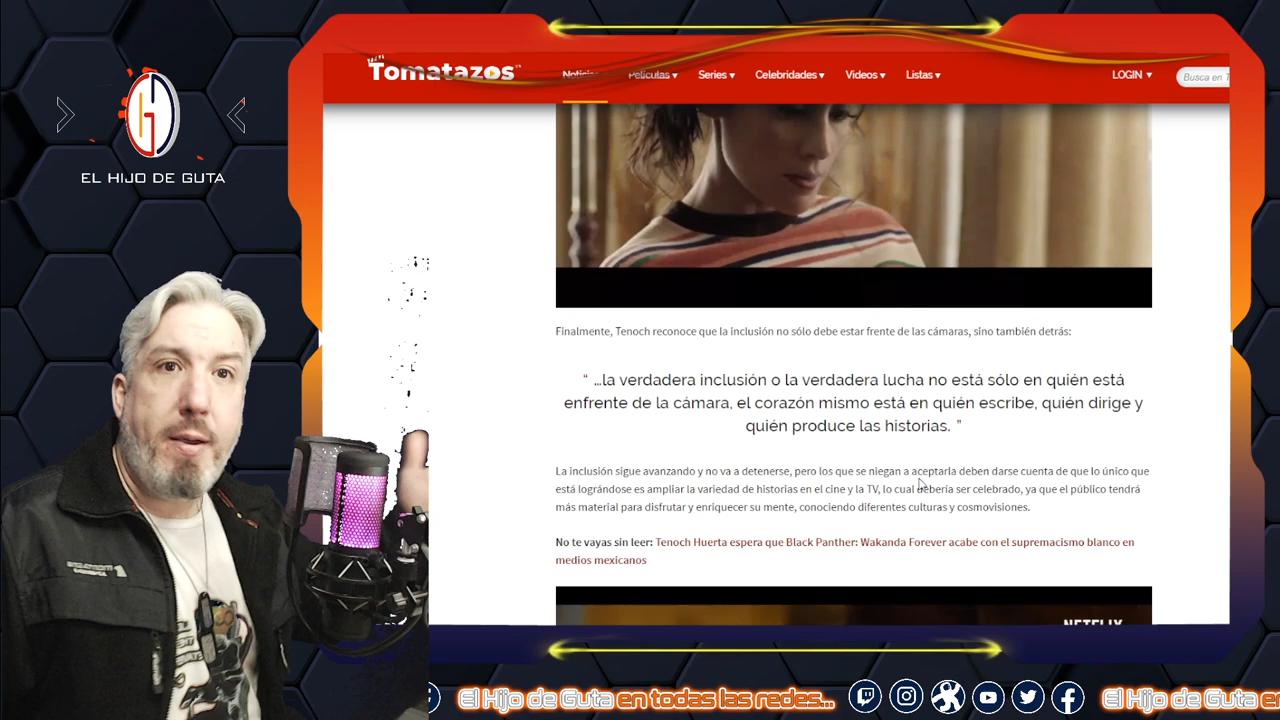 EL HIJO DE GUTA
Tomatazos
Noticias Películas Series Celebridades Videos Listas LOGIN Busca en T
Finalmente, Tenoch reconoce que la inclusión no sólo debe estar frente de las cámaras, sino también detrás:
“ …la verdadera inclusión o la verdadera lucha no está sólo en quién está
enfrente de la cámara, el corazón mismo está en quién escribe, quién dirige y
quién produce las historias. ”
La inclusión sigue avanzando y no va a detenerse, pero los que se niegan a aceptarla deben darse cuenta de que lo único que
está lográndose es ampliar la variedad de historias en el cine y la TV, lo cual debería ser celebrado, ya que el público tendrá
más material para disfrutar y enriquecer su mente, conociendo diferentes culturas y cosmovisiones.
No te vayas sin leer: Tenoch Huerta espera que Black Panther: Wakanda Forever acabe con el supremacismo blanco en
medios mexicanos
NETFLIX
El Hijo de Guta en todas las redes... El Hijo de Guta e